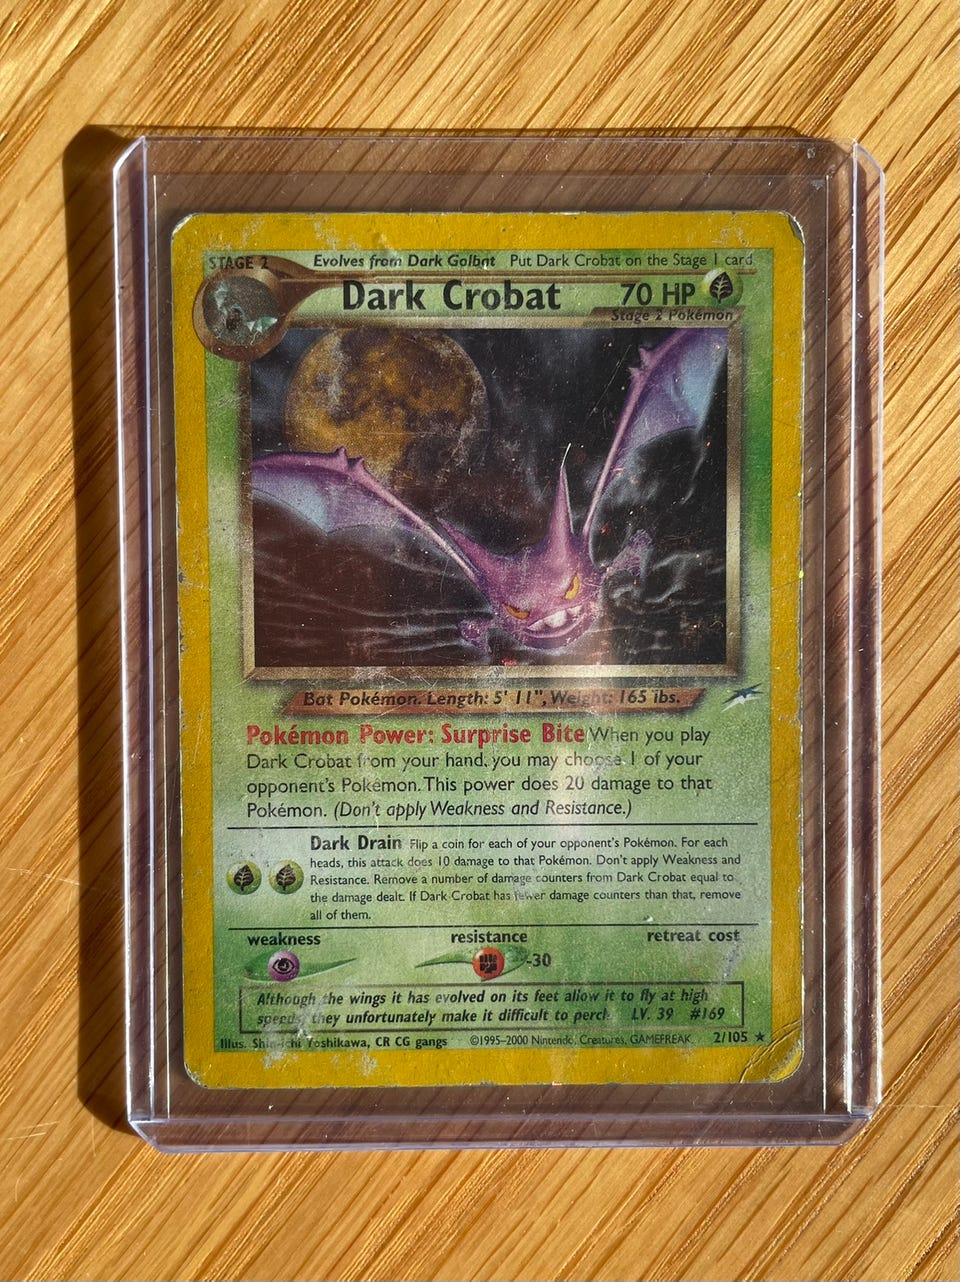 STAGE 2
Evolves from Dark Golbat Put Dark Crobat on the Stage 1 card
Dark Crobat 70 HP
Stage 2 Pokémon
Bat Pokémon. Length: 5' 11", Weight: 165 lbs.
Pokémon Power: Surprise Bite When you play
Dark Crobat from your hand, you may choose 1 of your
opponent's Pokémon. This power does 20 damage to that
Pokémon. (Don't apply Weakness and Resistance.)
Dark Drain Flip a coin for each of your opponent's Pokémon. For each
heads, this attack does 10 damage to that Pokémon. Don't apply Weakness and
Resistance. Remove a number of damage counters from Dark Crobat equal to
the damage dealt. If Dark Crobat has fewer damage counters than that, remove
all of them.
weakness resistance retreat cost
-30
Although the wings it has evolved on its feet allow it to fly at high
speeds, they unfortunately make it difficult to perch. LV. 39 #169
Illus. Shin-ichi Yoshikawa, CR CG gangs ©1995-2000 Nintendo, Creatures, GAMEFREAK. 2/105 ★